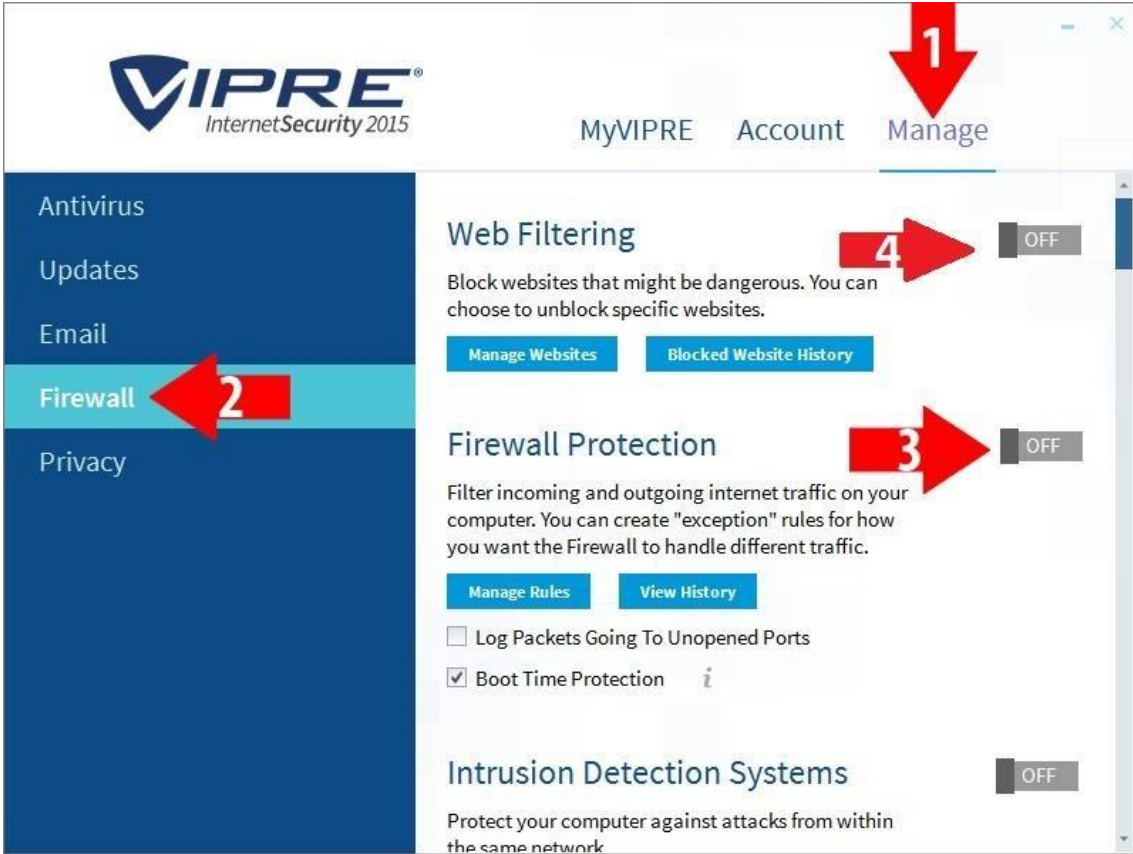 1
VIPRE®
InternetSecurity 2015
MyVIPRE Account Manage
Antivirus
Updates
Email
Firewall
2
Privacy
Web Filtering
4
OFF
Block websites that might be dangerous. You can
choose to unblock specific websites.
Manage Websites Blocked Website History
Firewall Protection
3
OFF
Filter incoming and outgoing internet traffic on your
computer. You can create "exception" rules for how
you want the Firewall to handle different traffic.
Manage Rules View History
Log Packets Going To Unopened Ports
Boot Time Protection i
Intrusion Detection Systems
OFF
Protect your computer against attacks from within
the same network